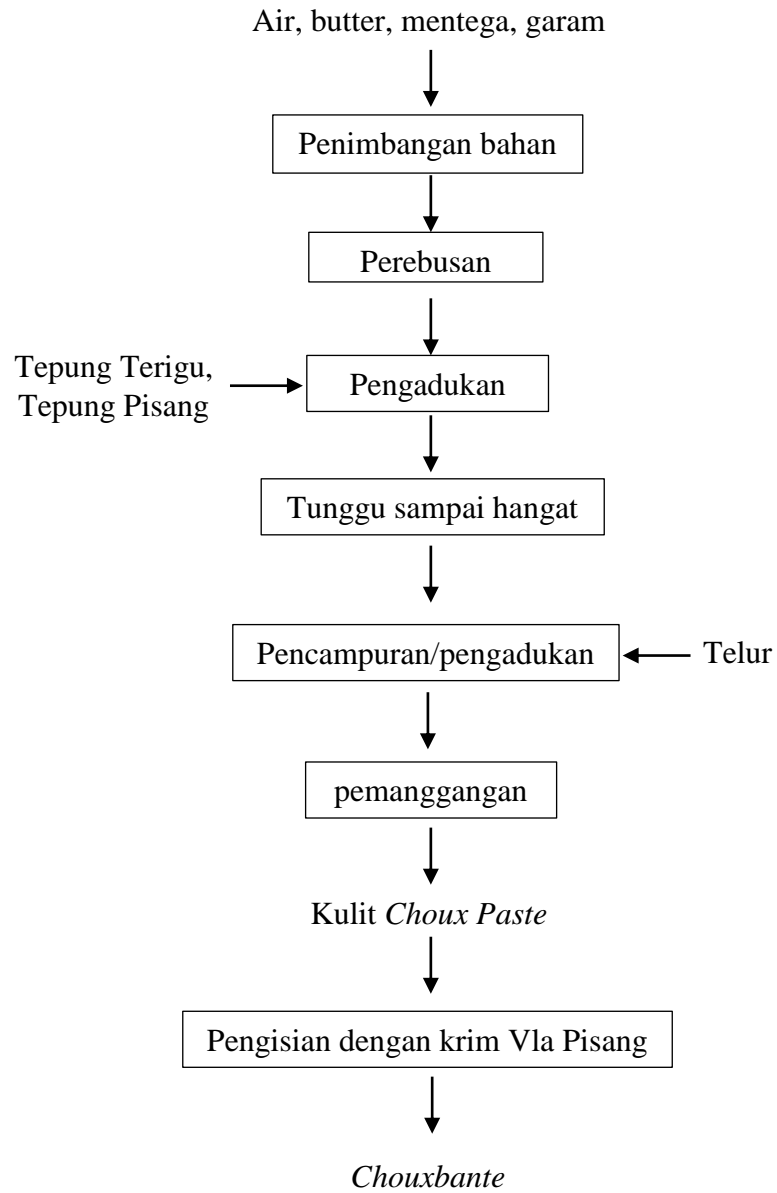 Air, butter, mentega, garam
Penimbangan bahan
Perebusan
Tepung Terigu,
Tepung Pisang
Pengadukan
Tunggu sampai hangat
Pencampuran/pengadukan
Telur
pemanggangan
Kulit Choux Paste
Pengisian dengan krim Vla Pisang
Chouxbante